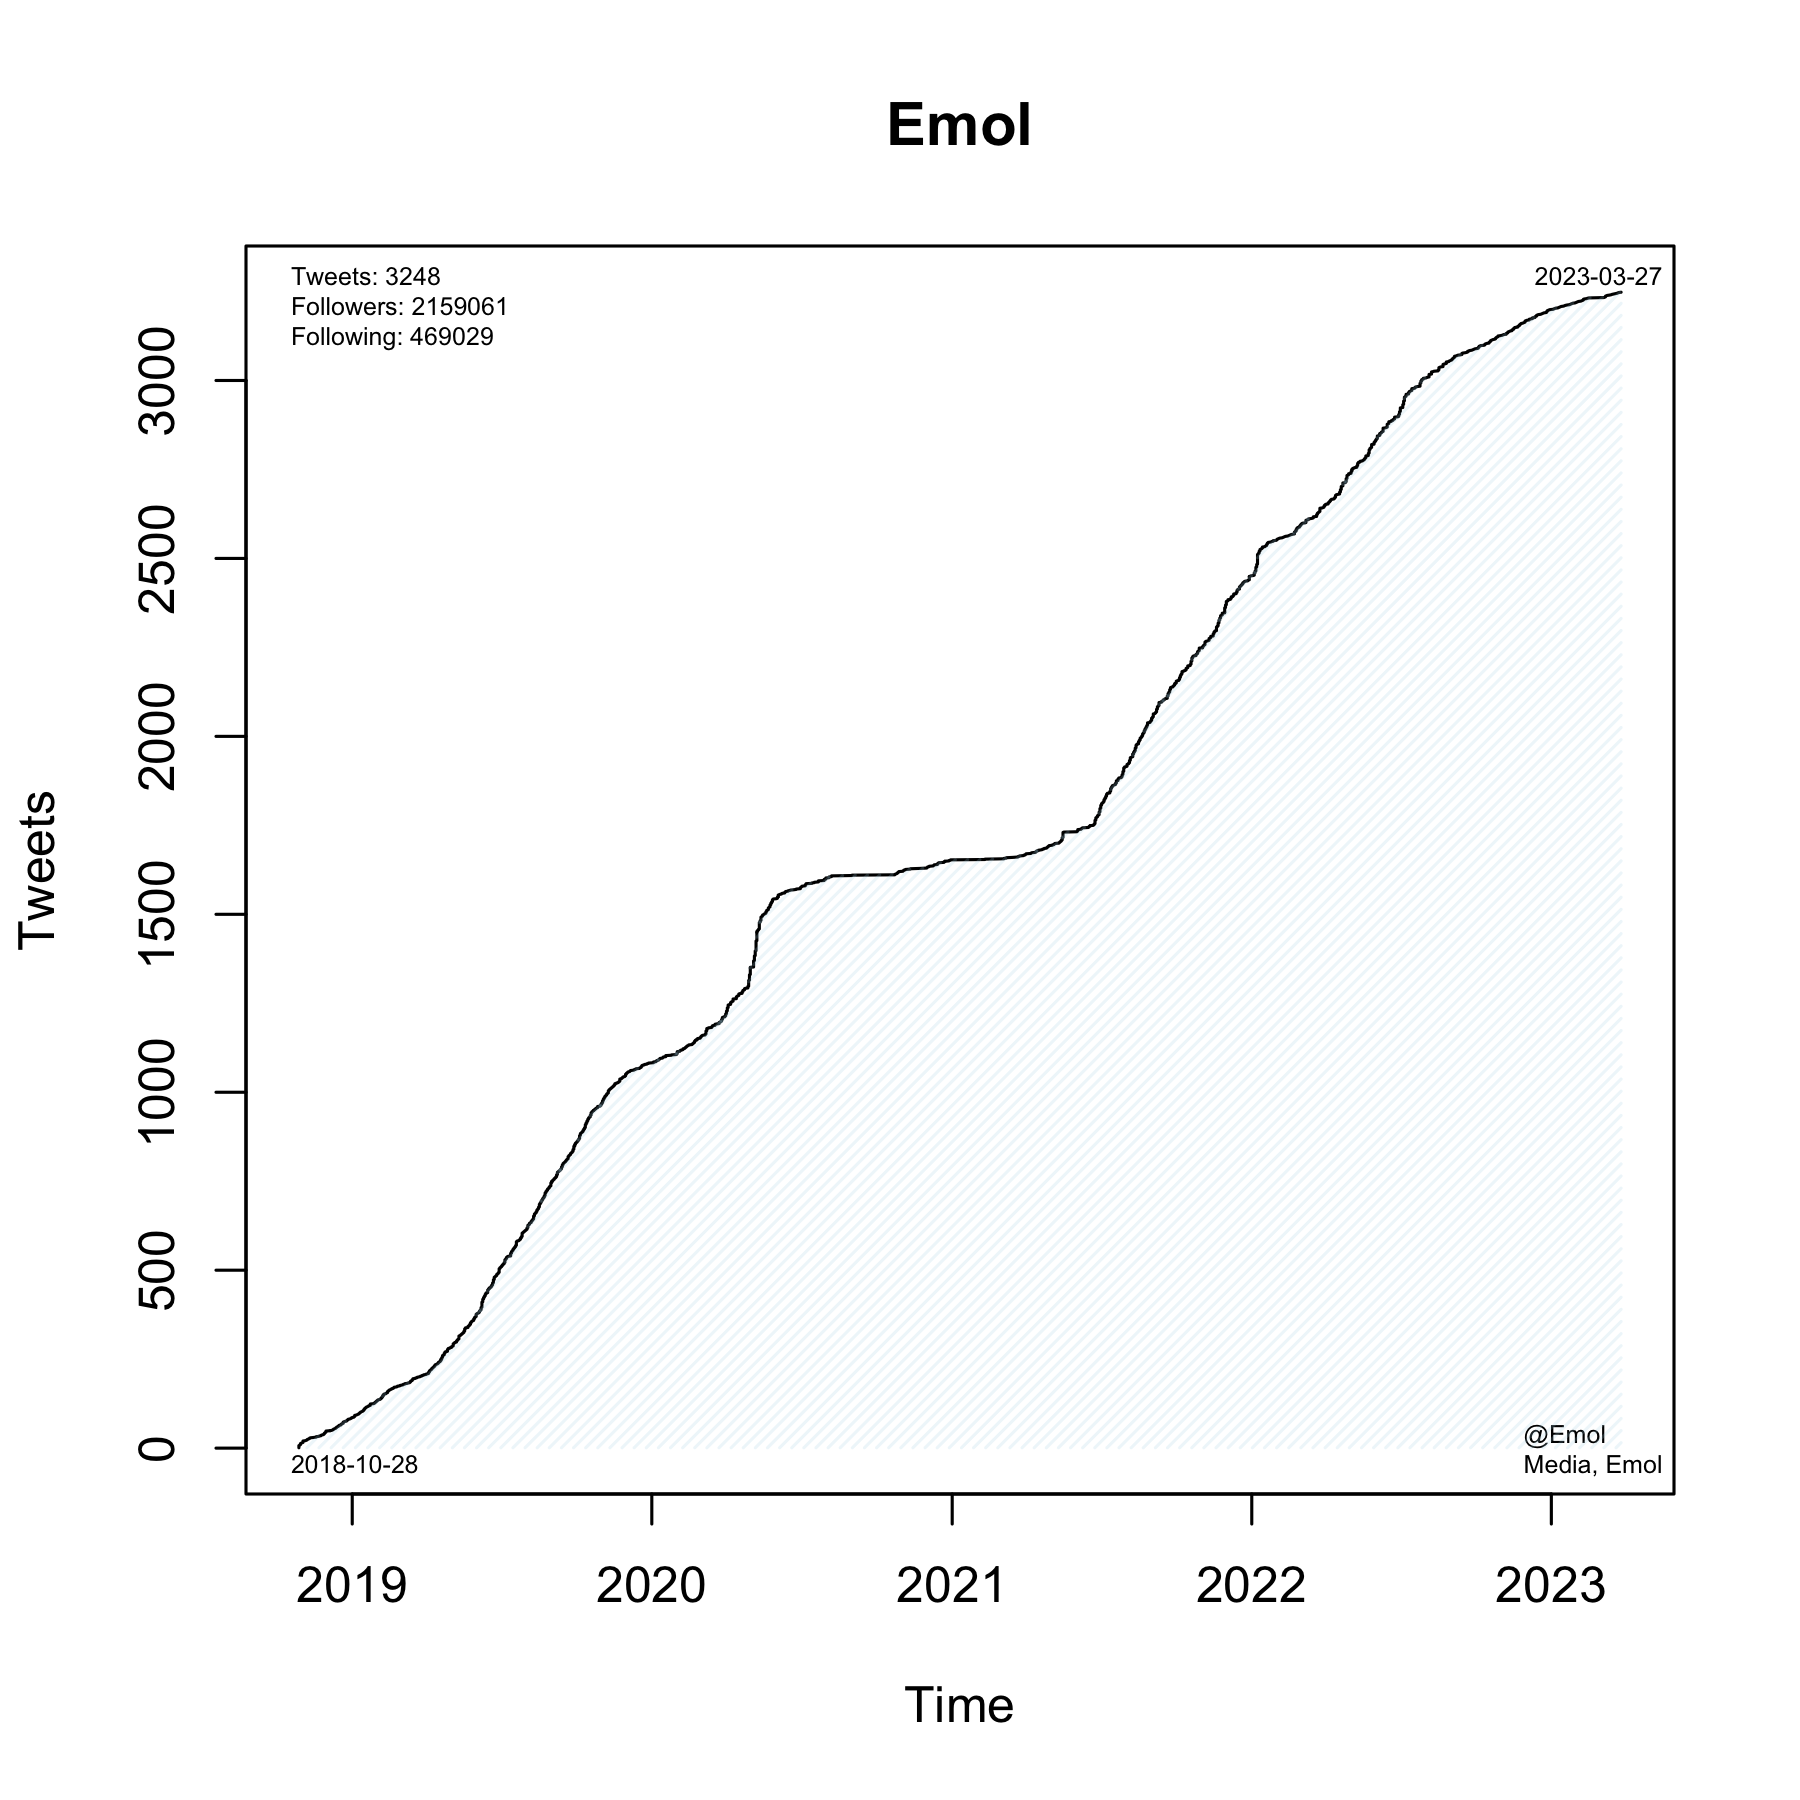 Emol
Tweets: 3248
Followers: 2159061
Following: 469029
2023-03-27
3000
2500
2000
1500
1000
500
0
Tweets
2018-10-28
@Emol
Media, Emol
2019
2020
2021
2022
2023
Time